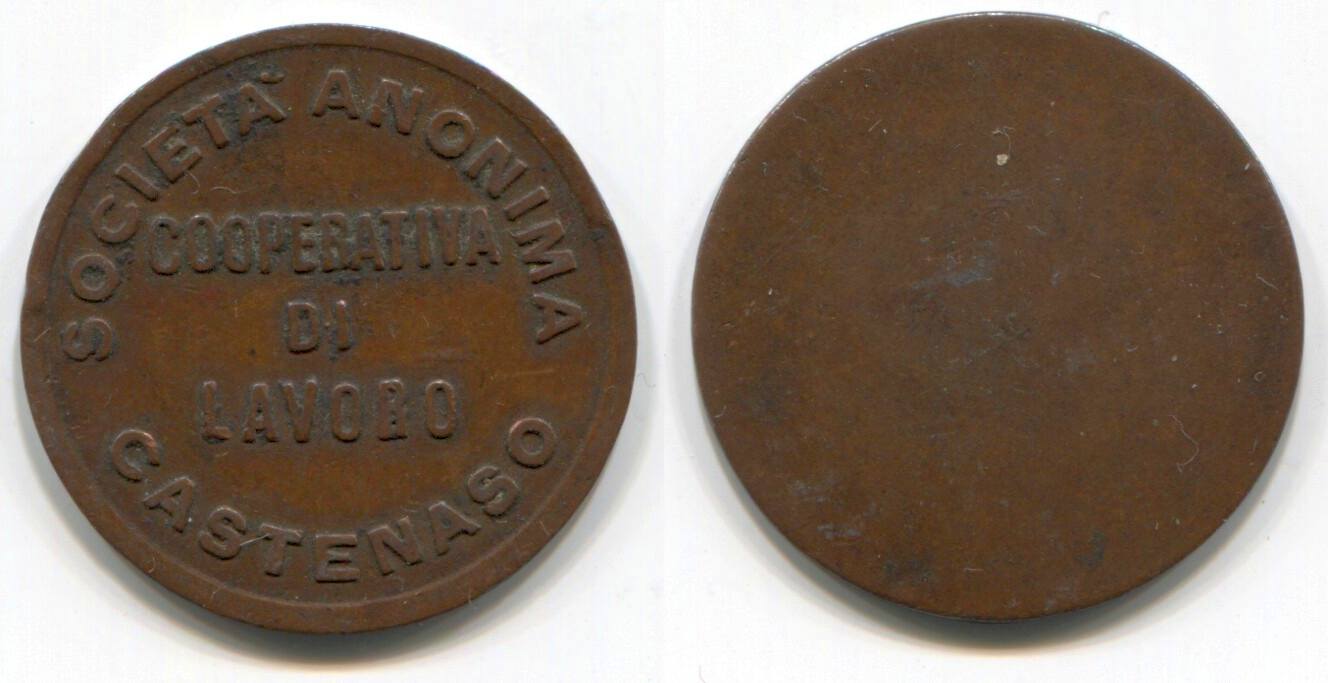 SOCIETÀ ANONIMA
COOPERATIVA
DI
LAVORO
CASTENASO